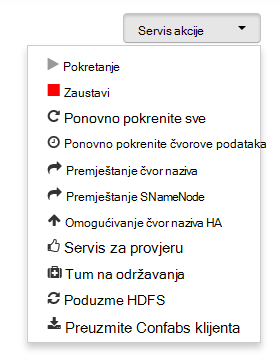 Servis akcije
Pokretanje
Zaustavi
Ponovno pokrenite sve
Ponovno pokrenite čvorove podataka
Premještanje čvor naziva
Premještanje SNameNode
Omogućivanje čvor naziva HA
Servis za provjeru
Tum na održavanja
Poduzme HDFS
Preuzmite Confabs klijenta